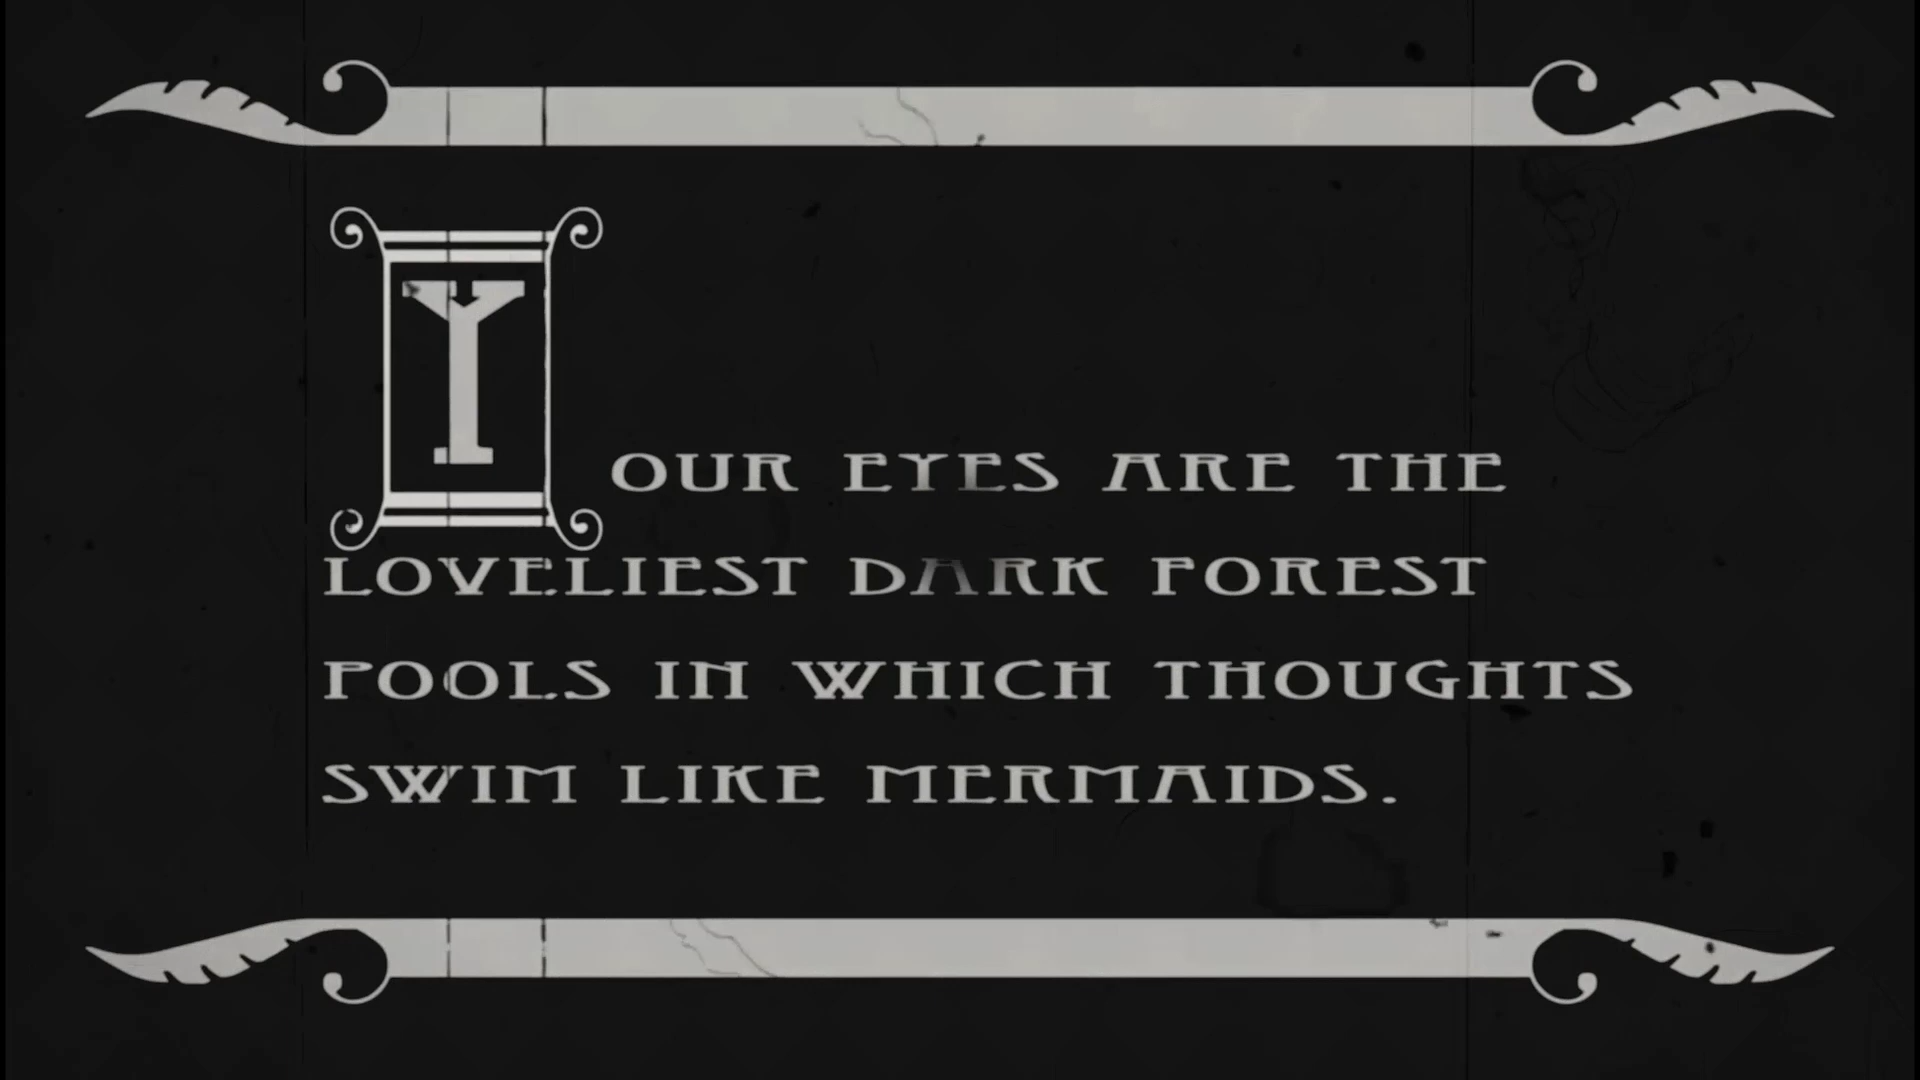 YOUR EYES ARE THE
LOVELIEST DARK FOREST
POOLS IN WHICH THOUGHTS
SWIM LIKE MERMAIDS.